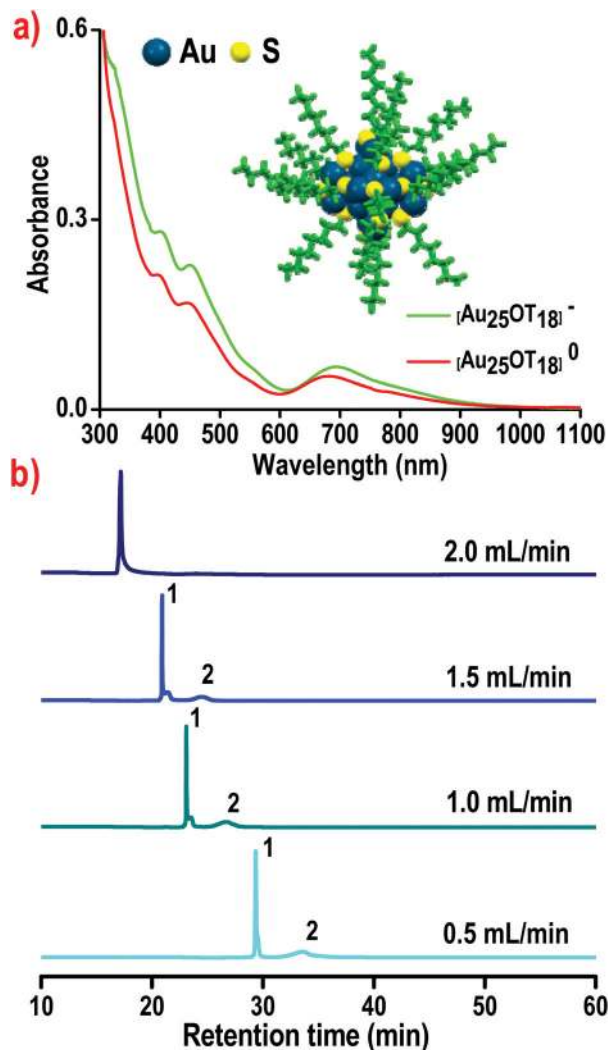 a)
0.6
0.3
0.0
Absorbance
Au S
[Au25OT18]-
[Au25OT18]0
300 400 500 600 700 800 900 1000 1100
Wavelength (nm)
b)
2.0 mL/min
1
2
1.5 mL/min
1
2
1.0 mL/min
1
2
0.5 mL/min
10 20 30 40 50 60
Retention time (min)